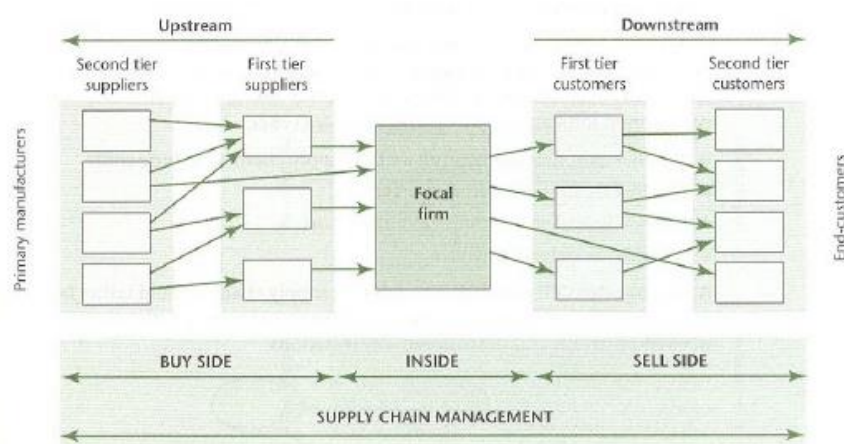 Upstream
Downstream
Second tier
suppliers
First tier
suppliers
First tier
customers
Second tier
customers
Primary manufacturers
Focal
firm
End-customers
BUY SIDE
INSIDE
SELL SIDE
SUPPLY CHAIN MANAGEMENT